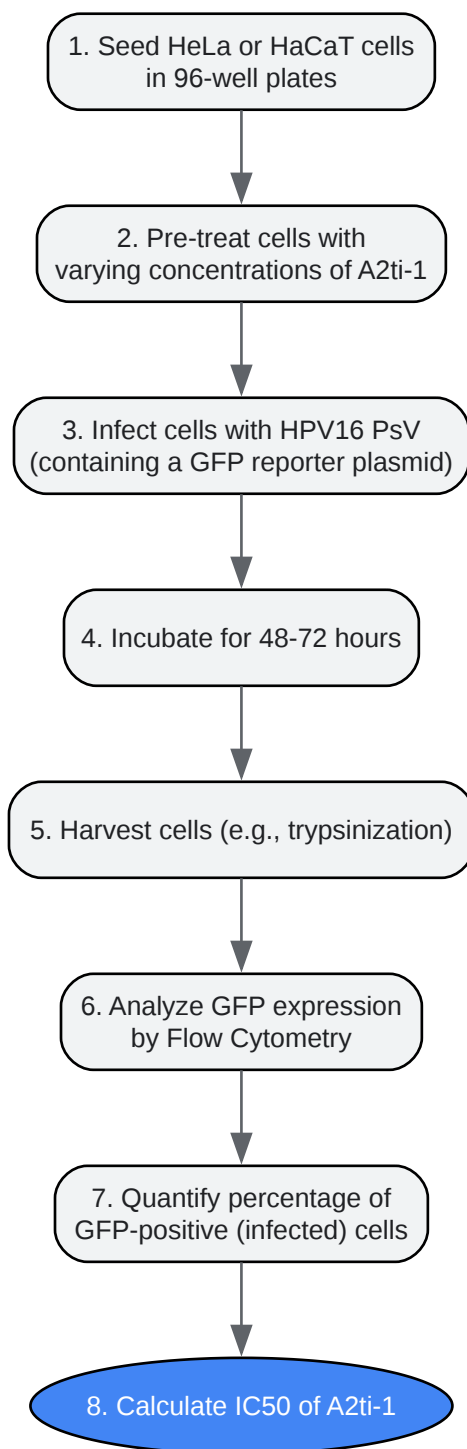 1. Seed HeLa or HaCaT cells
in 96-well plates
2. Pre-treat cells with
varying concentrations of A2ti-1
3. Infect cells with HPV16 PsV
(containing a GFP reporter plasmid)
4. Incubate for 48-72 hours
5. Harvest cells (e.g., trypsinization)
6. Analyze GFP expression
by Flow Cytometry
7. Quantify percentage of
GFP-positive (infected) cells
8. Calculate IC50 of A2ti-1